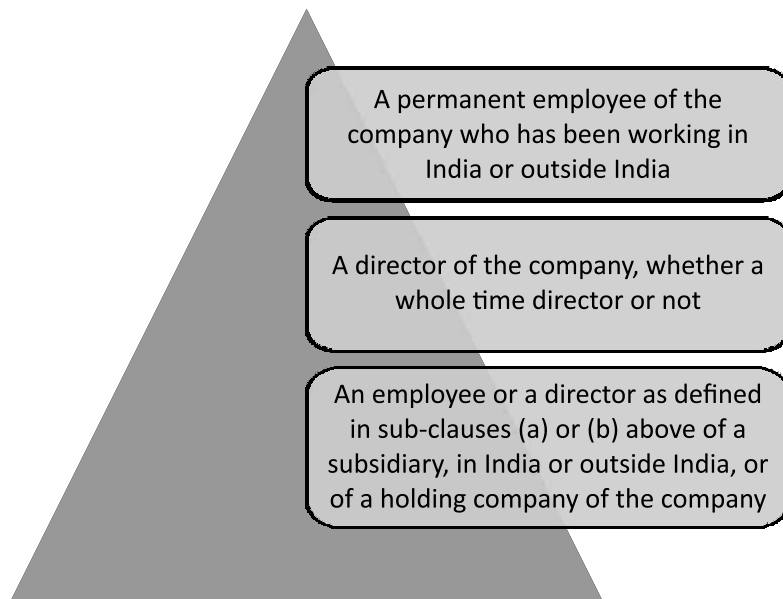 A permanent employee of the
company who has been working in
India or outside India
A director of the company, whether a
whole time director or not
An employee or a director as defined
in sub-clauses (a) or (b) above of a
subsidiary, in India or outside India, or
of a holding company of the company